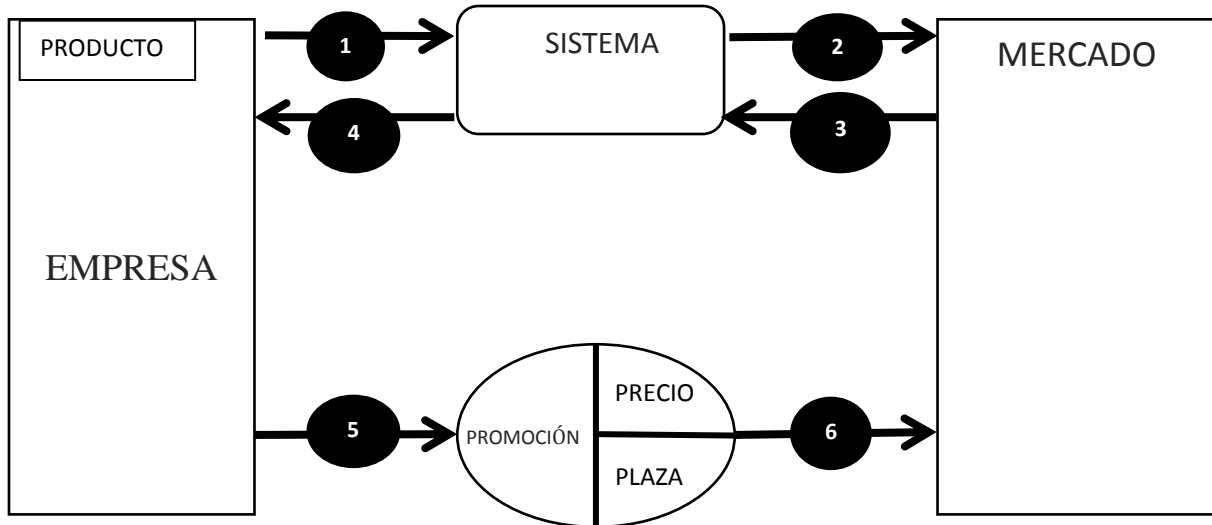 PRODUCTO
1
SISTEMA
2
MERCADO
4
3
EMPRESA
5
PROMOCIÓN
PRECIO
PLAZA
6